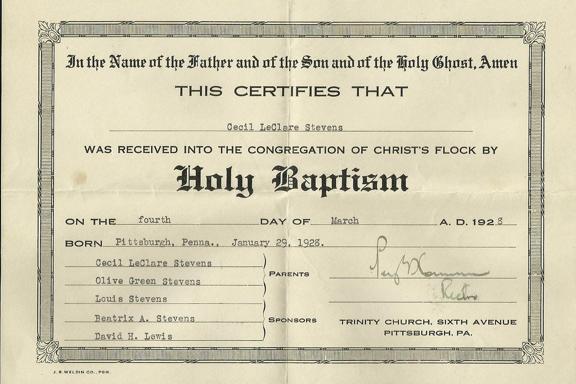 In the Name of the Father and of the Son and of the Holy Ghost, Amen
THIS CERTIFIES THAT
Cecil LeClare Stevens
WAS RECEIVED INTO THE CONGREGATION OF CHRIST'S FLOCK BY
Holy Baptism
ON THE fourth DAY OF March A. D. 1928
BORN Pittsburgh, Penna., January 29, 1928.
Cecil LeClare Stevens
Olive Green Stevens
PARENTS
Louis Stevens
Beatrix A. Stevens
David H. Lewis
SPONSORS
Rector
TRINITY CHURCH, SIXTH AVENUE
PITTSBURGH, PA.
J. R. WELDIN CO., PGH.